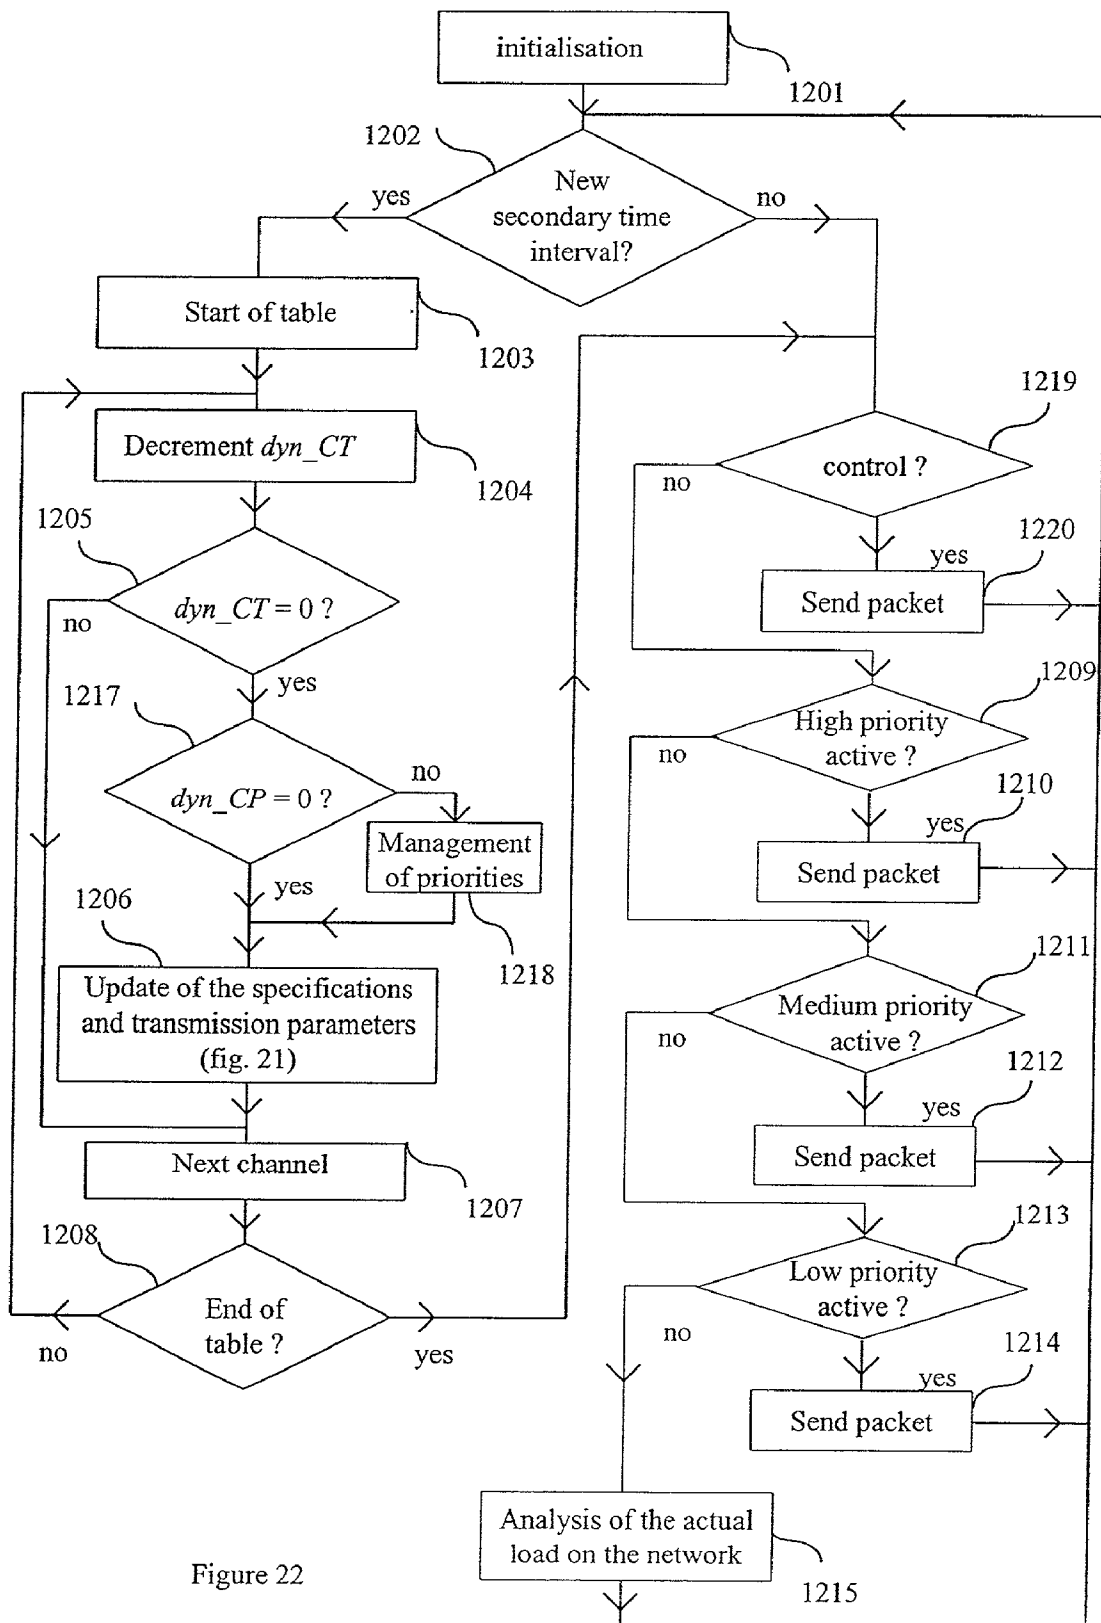 initialisation
1201
1202
New
secondary time
interval?
yes
no
Start of table
1203
Decrement dyn_CT
1204
1205
dyn_CT = 0 ?
no
yes
1217
dyn_CP = 0 ?
no
yes
Management
of priorities
1218
1206
Update of the specifications
and transmission parameters
(fig. 21)
Next channel
1207
1208
End of
table ?
no
yes
1219
control ?
no
yes
1220
Send packet
1209
High priority
active ?
no
yes
1210
Send packet
1211
Medium priority
active ?
no
yes
1212
Send packet
1213
Low priority
active ?
no
yes
1214
Send packet
Analysis of the actual
load on the network
1215
Figure 22